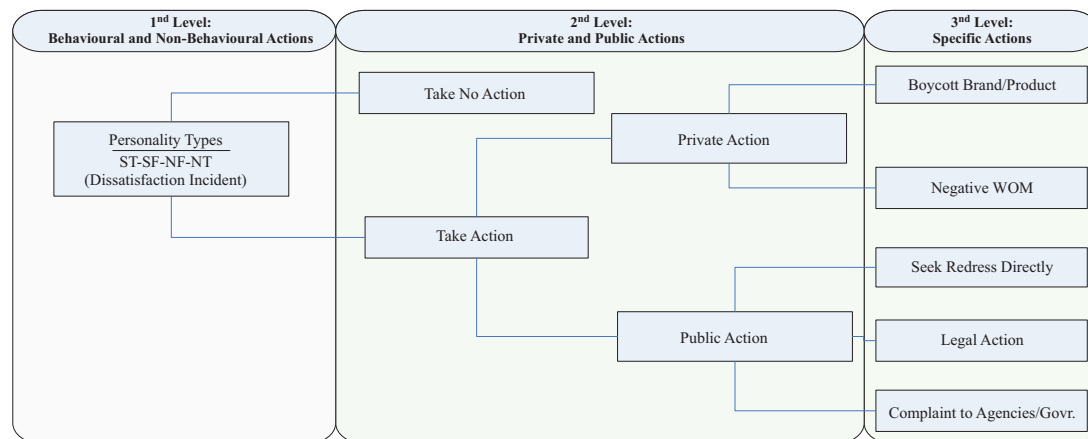 1nd Level:
Behavioural and Non-Behavioural Actions
2nd Level:
Private and Public Actions
3nd Level:
Specific Actions
Take No Action
Boycott Brand/Product
Personality Types
ST-SF-NF-NT
(Dissatisfaction Incident)
Private Action
Negative WOM
Take Action
Seek Redress Directly
Public Action
Legal Action
Complaint to Agencies/Govr.